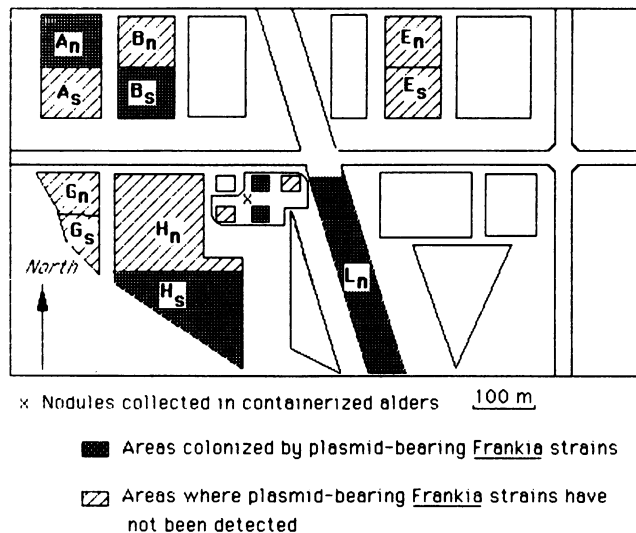 An Bn En
As Bs Es
Gn
Gs Hn
North Hs Ln
x Nodules collected in containerized alders 100 m
Areas colonized by plasmid-bearing Frankia strains
Areas where plasmid-bearing Frankia strains have
not been detected